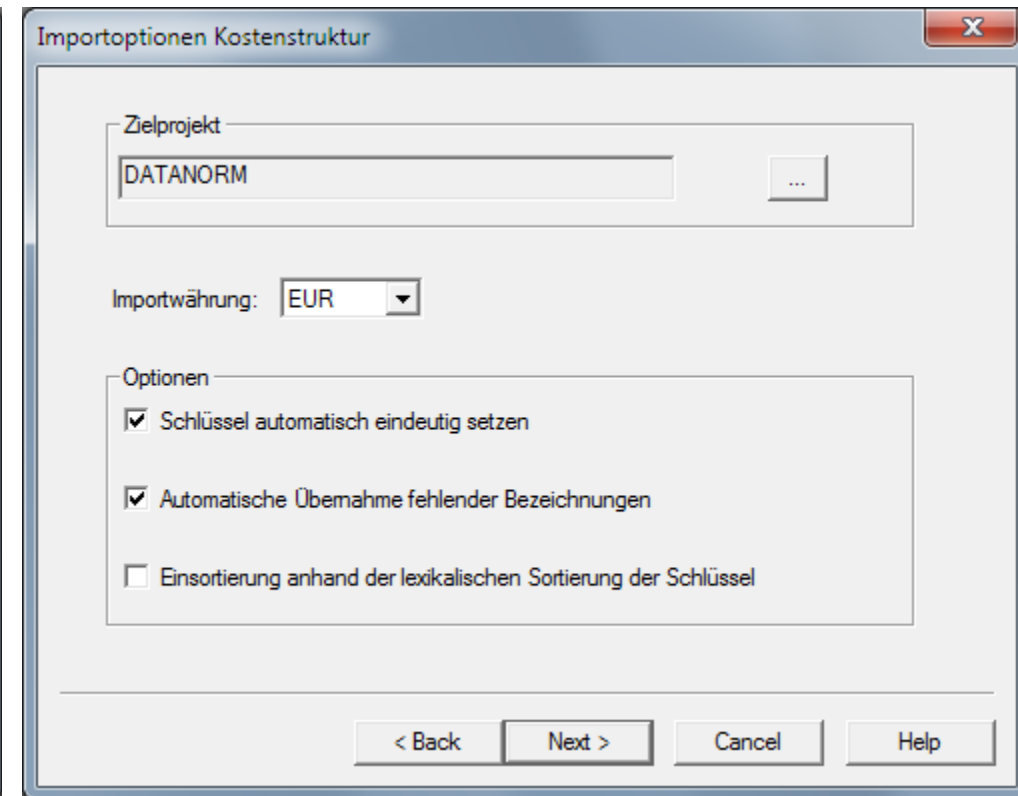 Importoptionen Kostenstruktur
Zielprojekt
DATANORM
...
Importwährung: EUR
Optionen
Schlüssel automatisch eindeutig setzen
Automatische Übernahme fehlender Bezeichnungen
Einsortierung anhand der lexikalischen Sortierung der Schlüssel
< Back Next > Cancel Help